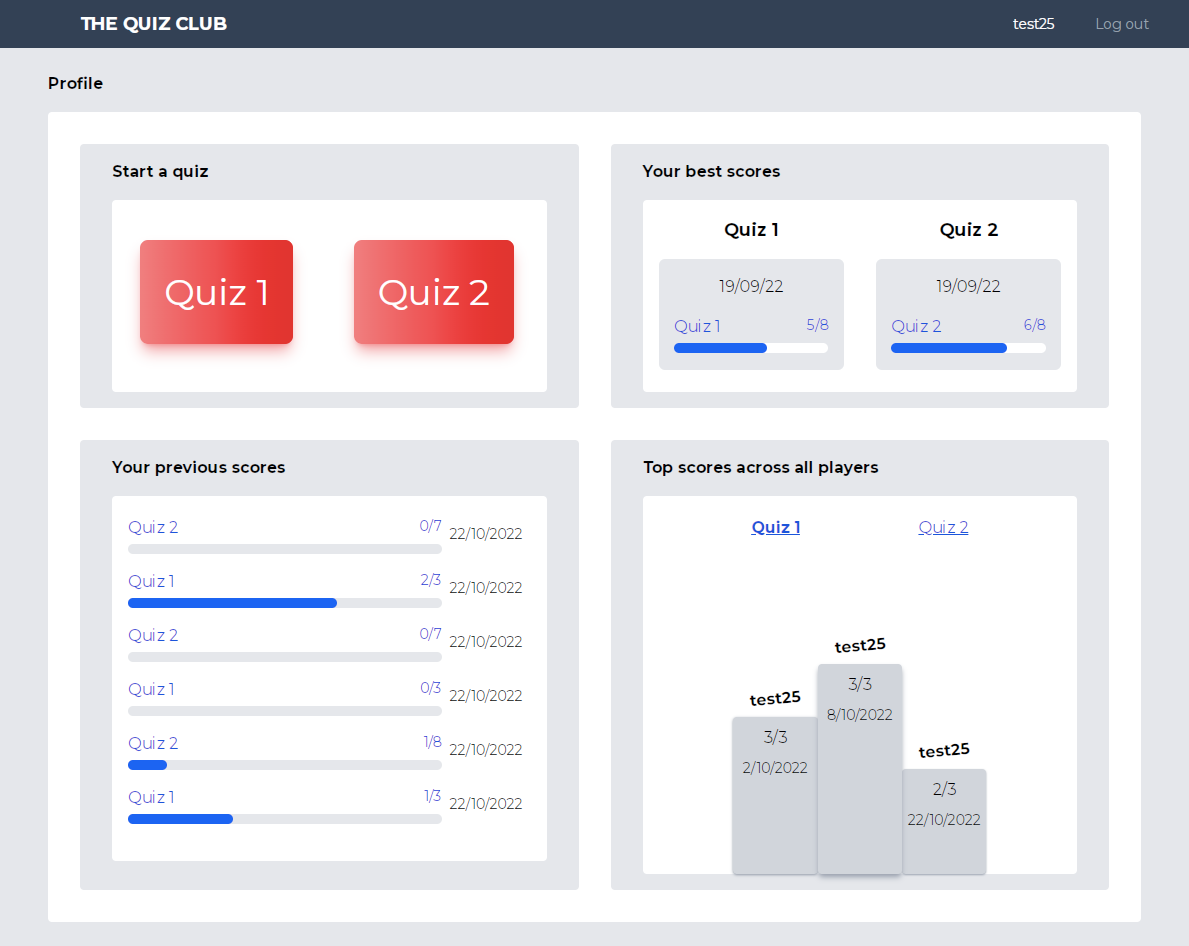 THE QUIZ CLUB
test25 Log out
Profile
Start a quiz
Quiz 1 Quiz 2
Your best scores
Quiz 1 Quiz 2
19/09/22 19/09/22
Quiz 1 5/8 Quiz 2 6/8
Your previous scores
Quiz 2 0/7 22/10/2022
Quiz 1 2/3 22/10/2022
Quiz 2 0/7 22/10/2022
Quiz 1 0/3 22/10/2022
Quiz 2 1/8 22/10/2022
Quiz 1 1/3 22/10/2022
Top scores across all players
Quiz 1 Quiz 2
test25
3/3
2/10/2022
test25
3/3
8/10/2022
test25
2/3
22/10/2022